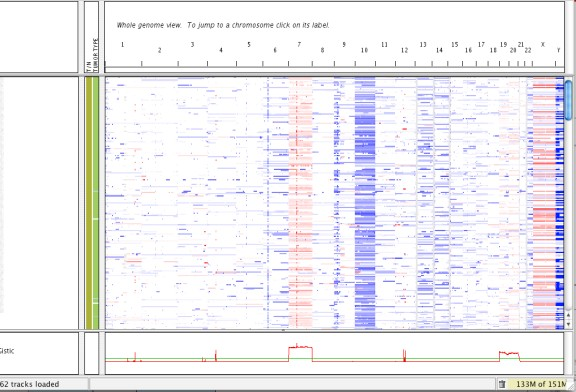 Whole genome view. To jump to a chromosome click on its label.
1 2 3 4 5 6 7 8 9 10 11 12 13 14 15 16 17 18 19 20 21 22 X Y
T/N
TUMOR TYPE
Gistic
62 tracks loaded
133M of 151M